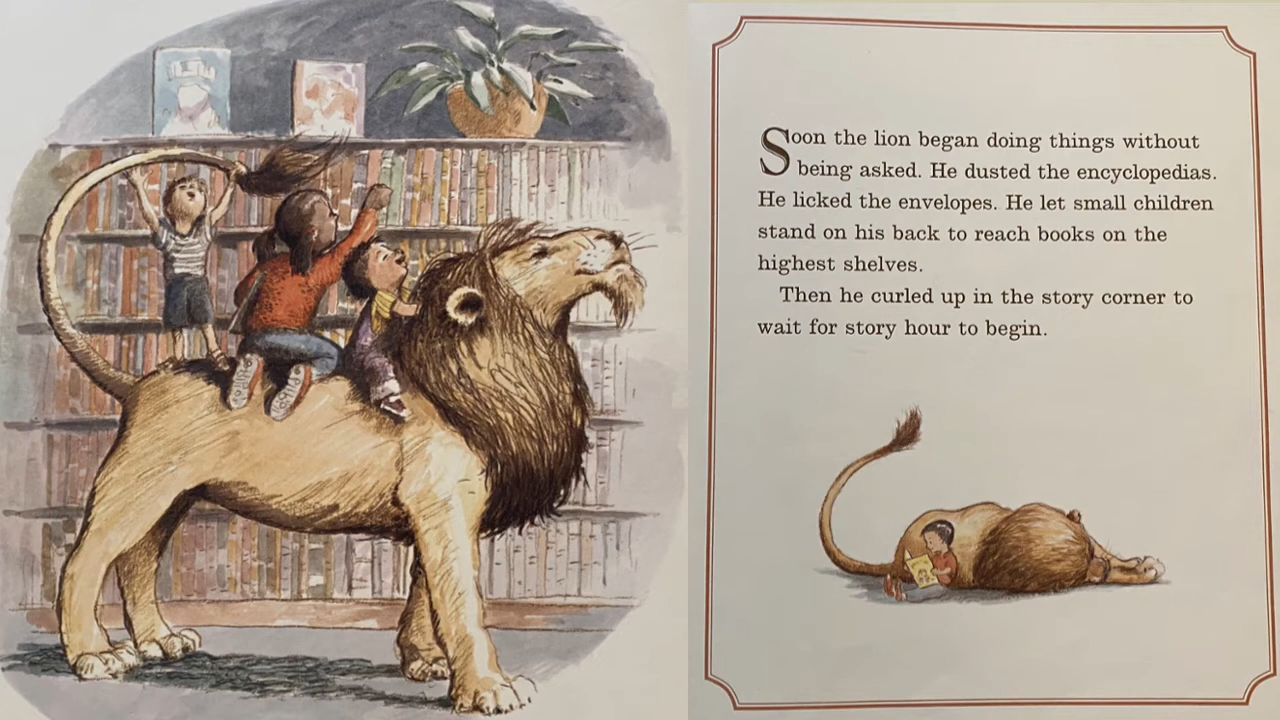 Soon the lion began doing things without
being asked. He dusted the encyclopedias.
He licked the envelopes. He let small children
stand on his back to reach books on the
highest shelves.
Then he curled up in the story corner to
wait for story hour to begin.